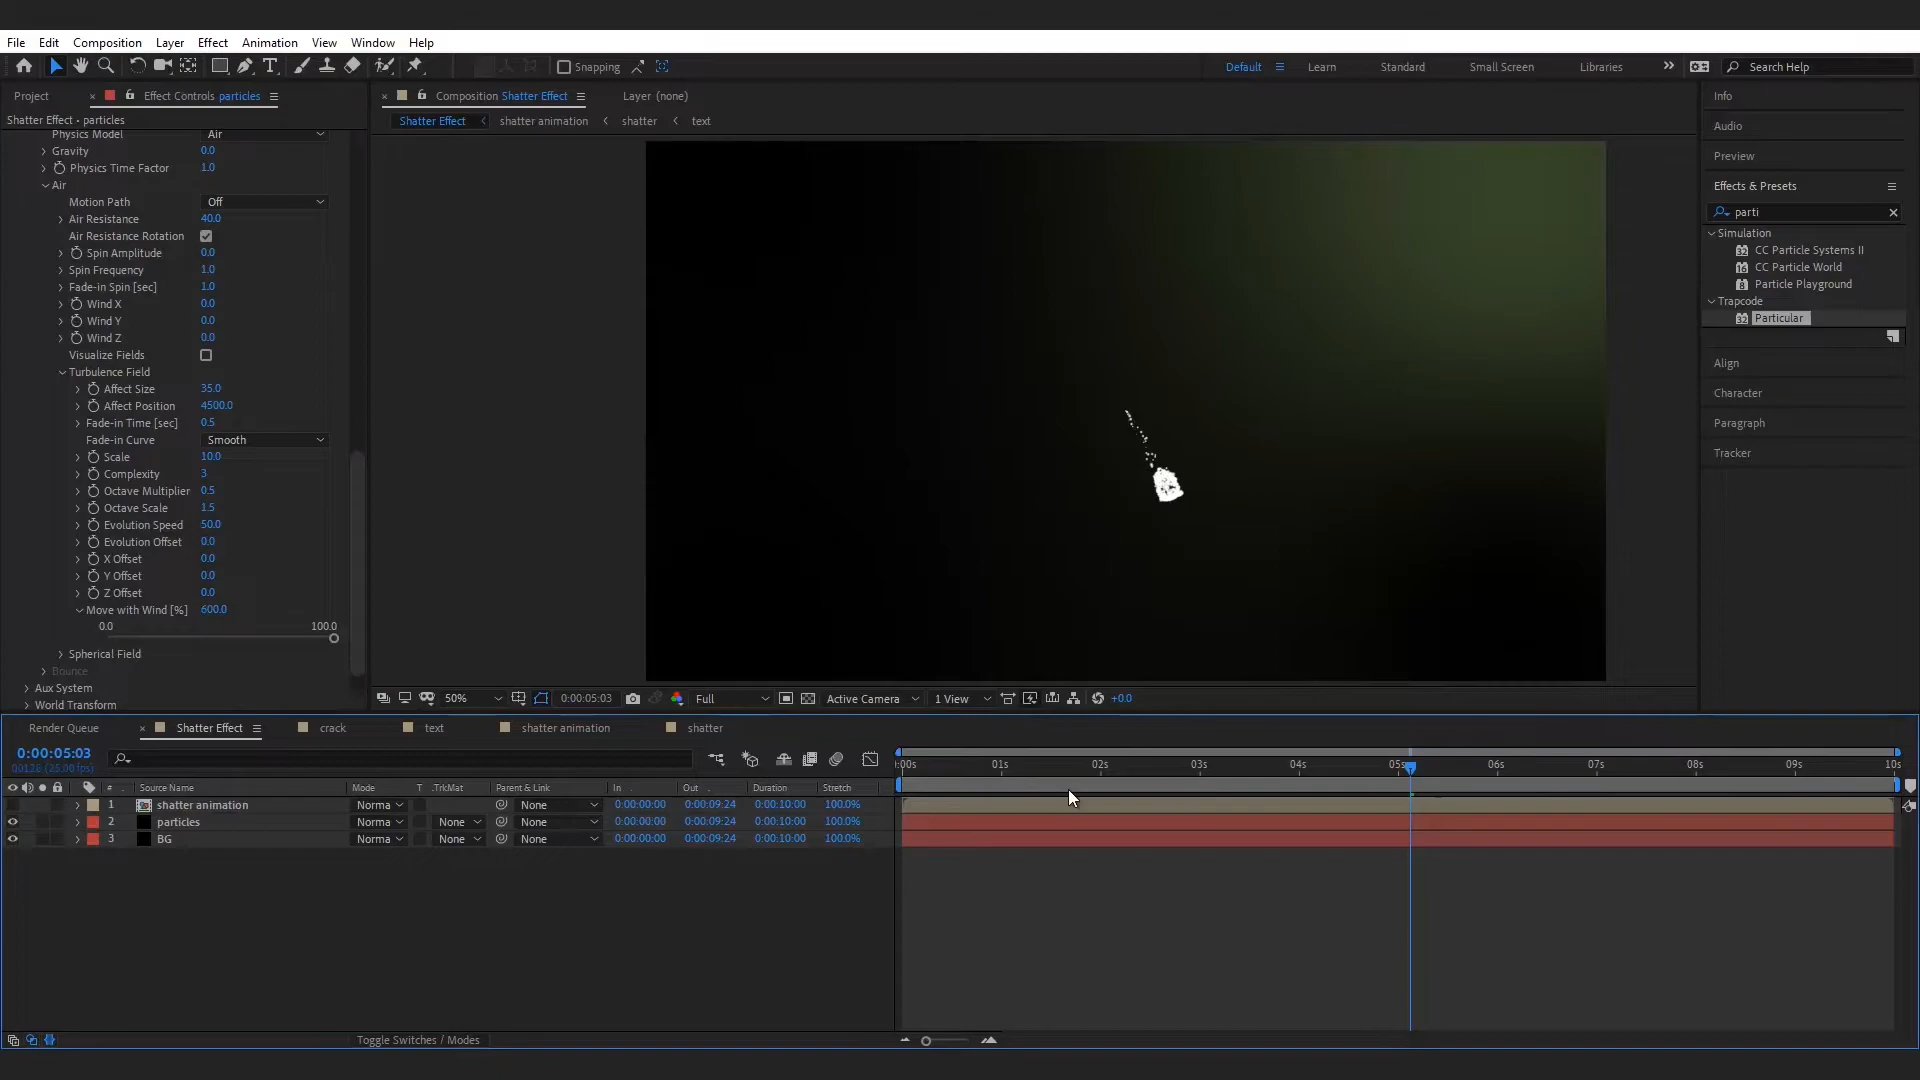 File Edit Composition Layer Effect Animation View Window Help
Snapping Default Learn Standard Small Screen Libraries Search Help
Project Effect Controls particles
Composition Shatter Effect Layer (none)
Shatter Effect • particles
Shatter Effect shatter animation shatter text
Physics Model Air
Gravity 0.0
Physics Time Factor 1.0
Air
Motion Path Off
Air Resistance 40.0
Air Resistance Rotation
Spin Amplitude 0.0
Spin Frequency 1.0
Fade-in Spin [sec] 1.0
Wind X 0.0
Wind Y 0.0
Wind Z 0.0
Visualize Fields
Turbulence Field
Affect Size 35.0
Affect Position 4500.0
Fade-in Time [sec] 0.5
Fade-in Curve Smooth
Scale 10.0
Complexity 3
Octave Multiplier 0.5
Octave Scale 1.5
Evolution Speed 50.0
Evolution Offset 0.0
X Offset 0.0
Y Offset 0.0
Z Offset 0.0
Move with Wind [%] 600.0
0.0 100.0
Spherical Field
Bounce
Aux System
World Transform
Info
Audio
Preview
Effects & Presets
parti
Simulation
32 CC Particle Systems II
16 CC Particle World
8 Particle Playground
Trapcode
32 Particular
Align
Character
Paragraph
Tracker
50% 0:00:05:03 Full Active Camera 1 View +0.0
Render Queue Shatter Effect crack text shatter animation shatter
0:00:05:03
00128 (25.00 fps)
:00s 01s 02s 03s 04s 05s 06s 07s 08s 09s 10s
# Source Name Mode T .TrkMat Parent & Link In Out Duration Stretch
1 shatter animation Norma None 0:00:00:00 0:00:09:24 0:00:10:00 100.0%
2 particles Norma None None 0:00:00:00 0:00:09:24 0:00:10:00 100.0%
3 BG Norma None None 0:00:00:00 0:00:09:24 0:00:10:00 100.0%
Toggle Switches / Modes